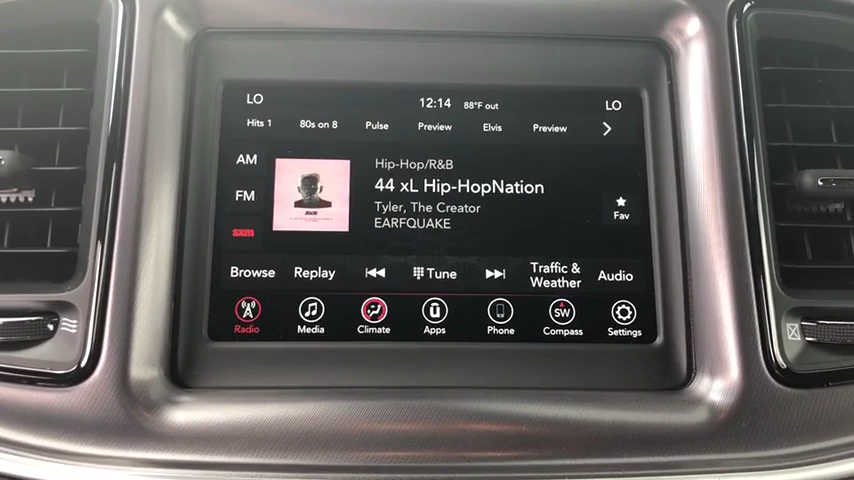 LO 12:14 88°F out LO
Hits 1 80s on 8 Pulse Preview Elvis Preview
AM
FM
sxm
Hip-Hop/R&B
44 xL Hip-HopNation
Tyler, The Creator
EARFQUAKE
Fav
Browse Replay Tune Traffic & Weather Audio
Radio Media Climate Apps Phone SW Compass Settings